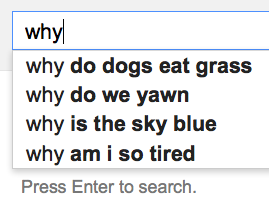 why
why do dogs eat grass
why do we yawn
why is the sky blue
why am i so tired
Press Enter to search.